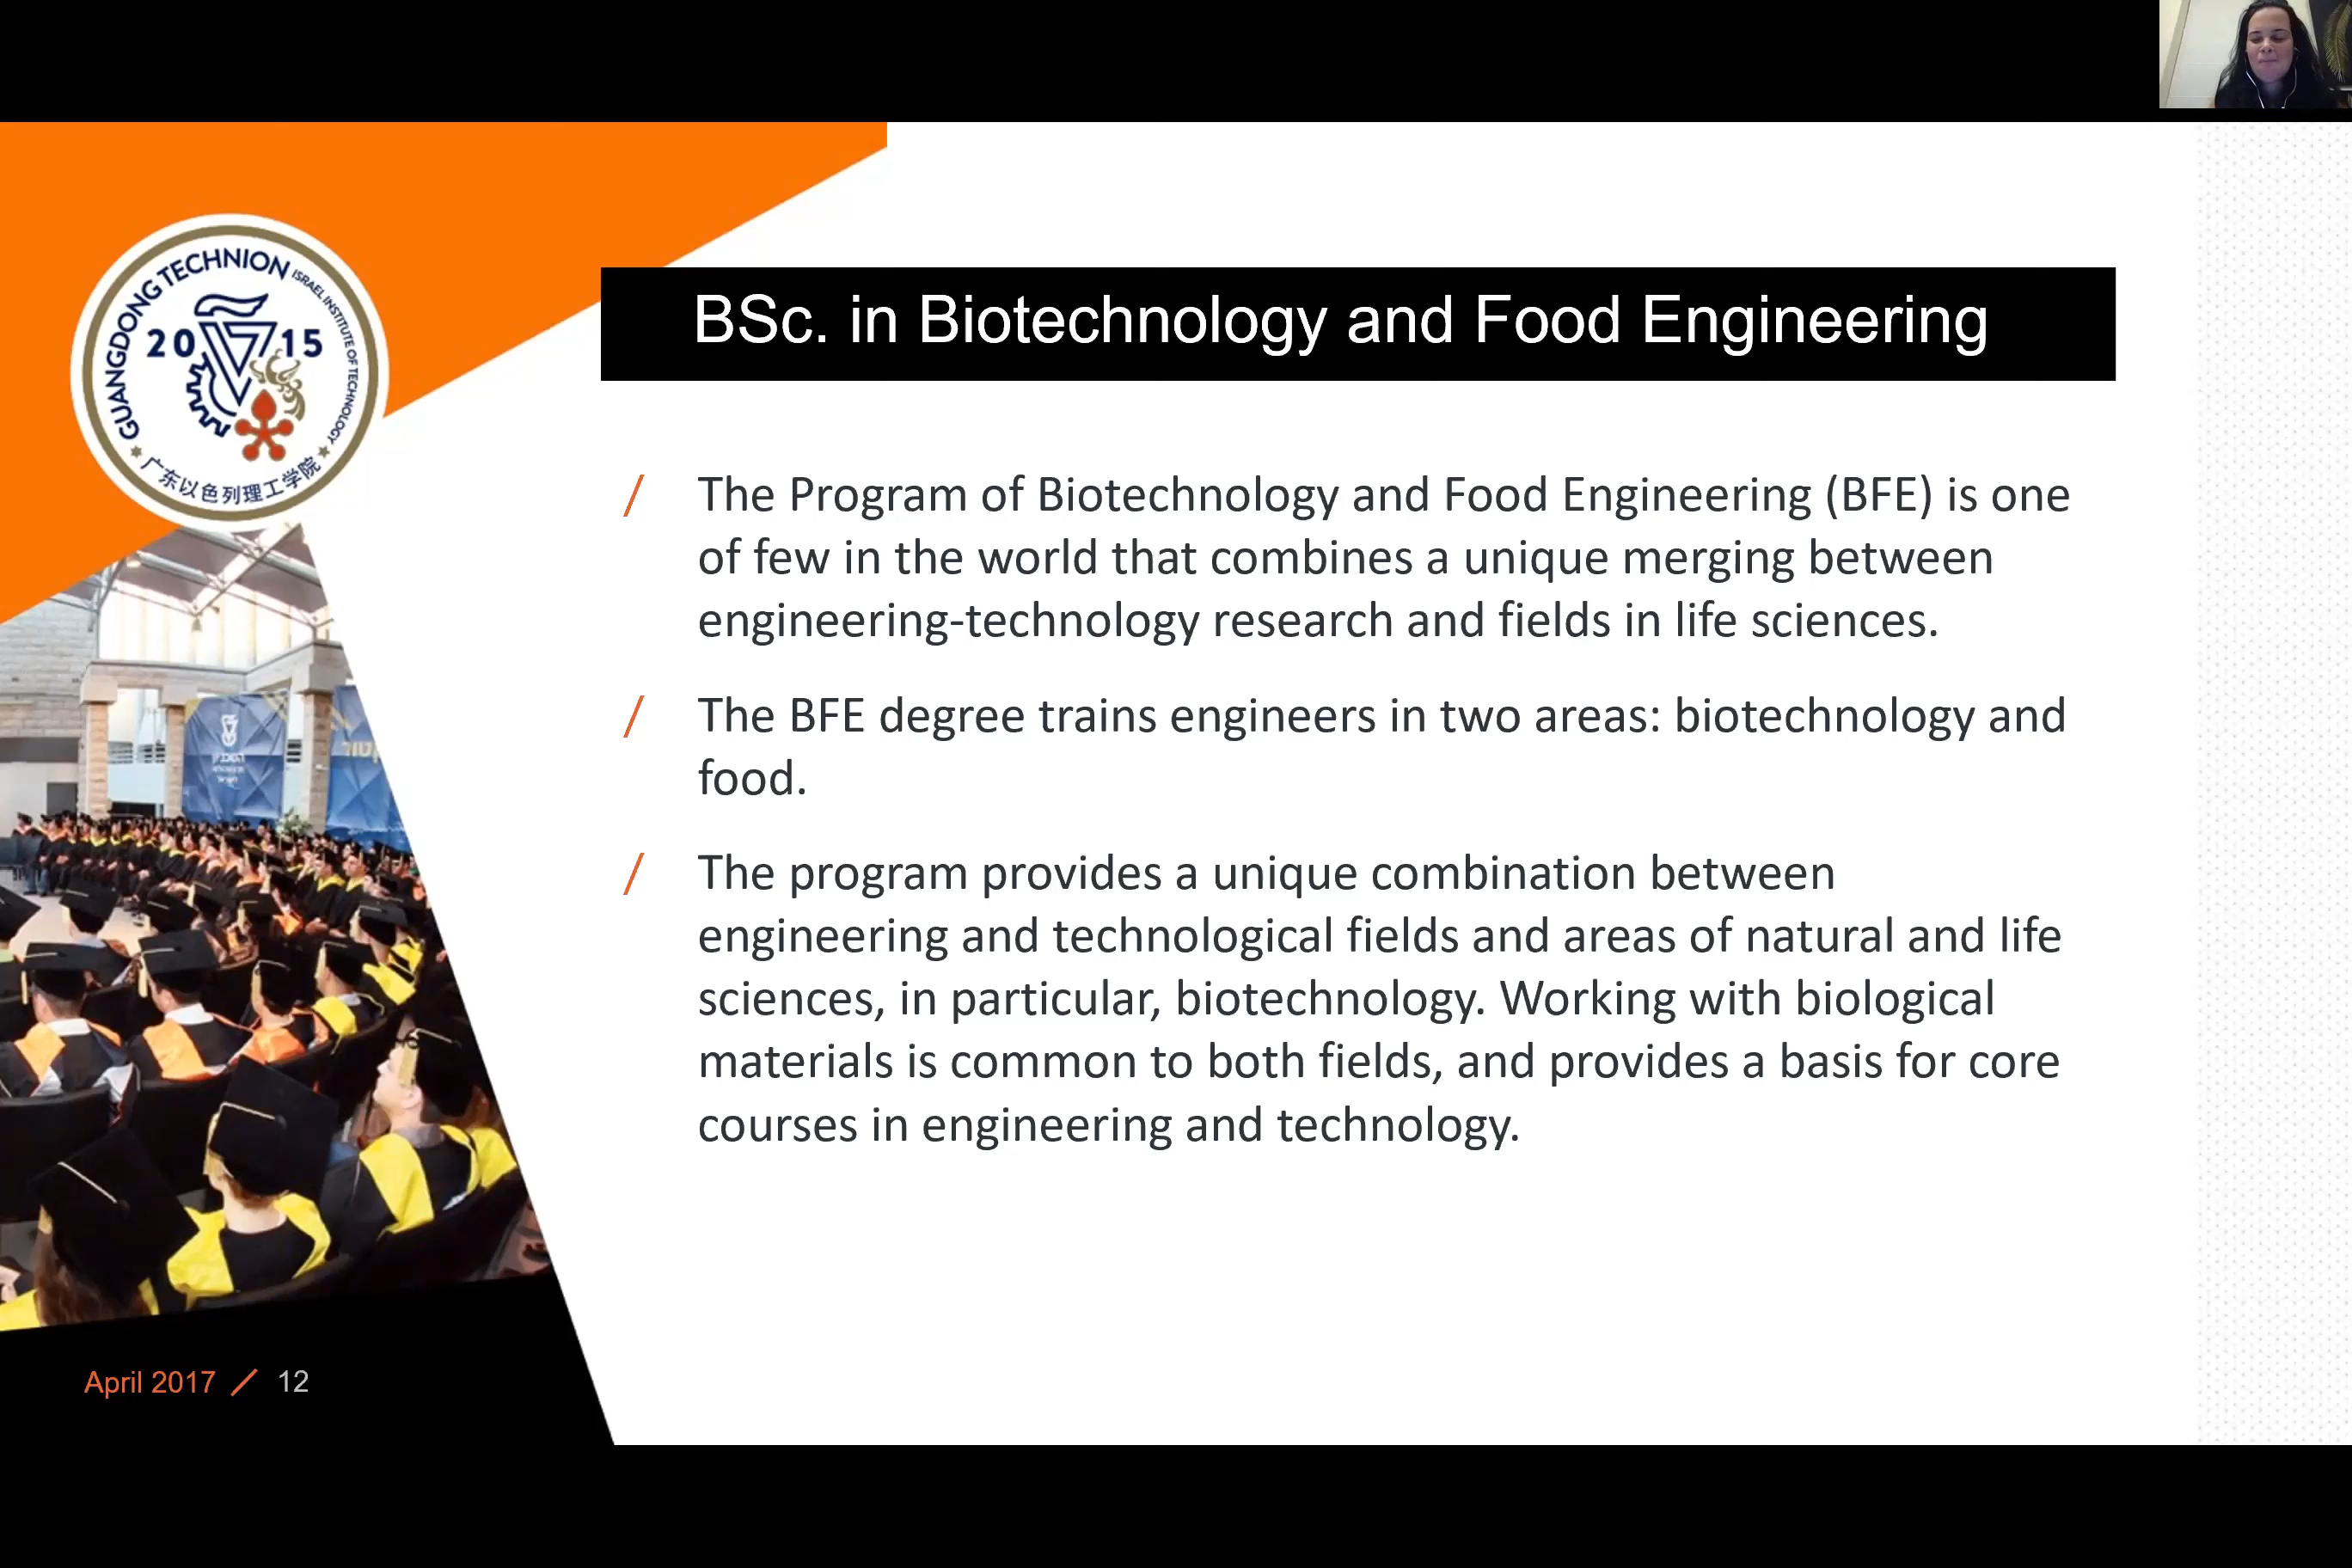 GUANGDONG TECHNION ISRAEL INSTITUTE OF TECHNOLOGY
2015
广东以色列理工学院
BSc. in Biotechnology and Food Engineering
/ The Program of Biotechnology and Food Engineering (BFE) is one
of few in the world that combines a unique merging between
engineering-technology research and fields in life sciences.
/ The BFE degree trains engineers in two areas: biotechnology and
food.
/ The program provides a unique combination between
engineering and technological fields and areas of natural and life
sciences, in particular, biotechnology. Working with biological
materials is common to both fields, and provides a basis for core
courses in engineering and technology.
April 2017 / 12